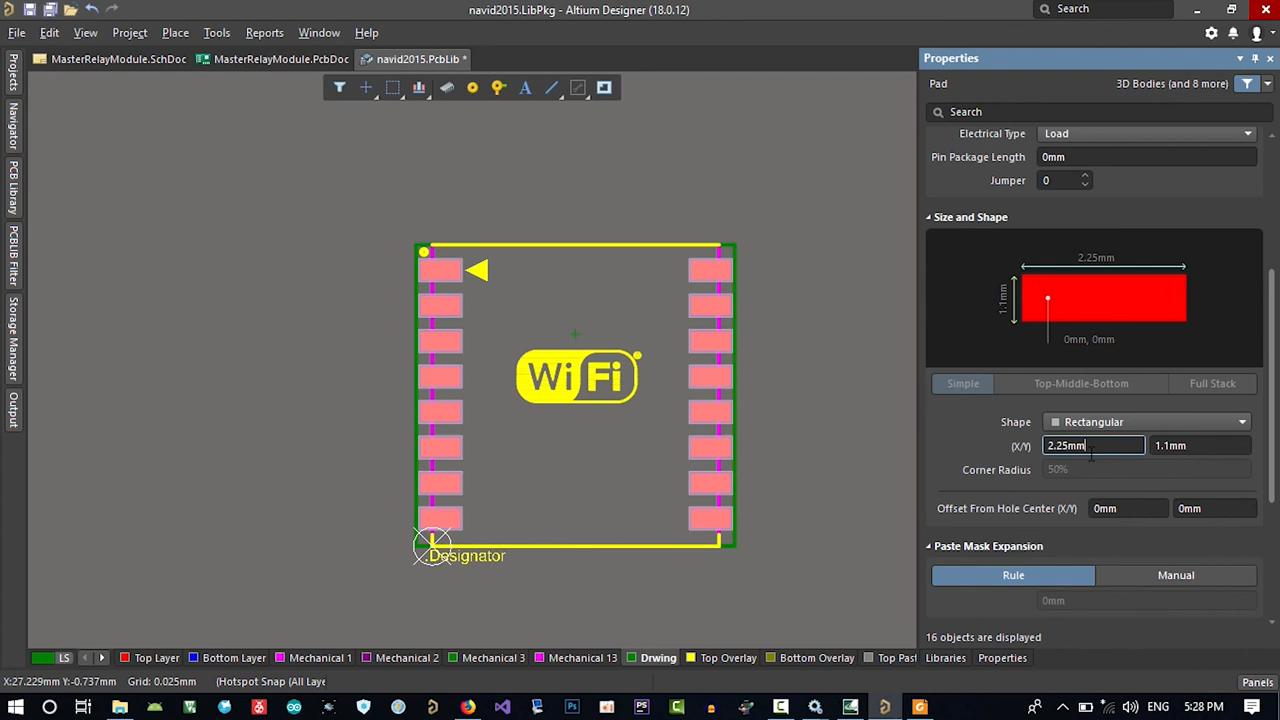 navid2015.LibPkg - Altium Designer (18.0.12)
Search
File Edit View Project Place Tools Reports Window Help
MasterRelayModule.SchDoc MasterRelayModule.PcbDoc navid2015.PcbLib *
Properties
Pad 3D Bodies (and 8 more)
Search
Electrical Type Load
Pin Package Length 0mm
Jumper 0
Size and Shape
2.25mm
1.1mm
0mm, 0mm
Simple Top-Middle-Bottom Full Stack
Shape Rectangular
(X/Y) 2.25mm 1.1mm
Corner Radius 50%
Offset From Hole Center (X/Y) 0mm 0mm
Paste Mask Expansion
Rule Manual
0mm
16 objects are displayed
Libraries Properties
Projects
Navigator
PCB Library
PCBLIB Filter
Storage Manager
Output
A
Wi Fi
.Designator
LS Top Layer Bottom Layer Mechanical 1 Mechanical 2 Mechanical 3 Mechanical 13 Drwing Top Overlay Bottom Overlay Top Past
X:27.229mm Y:-0.737mm Grid: 0.025mm (Hotspot Snap (All Laye
Panels
ENG 5:28 PM